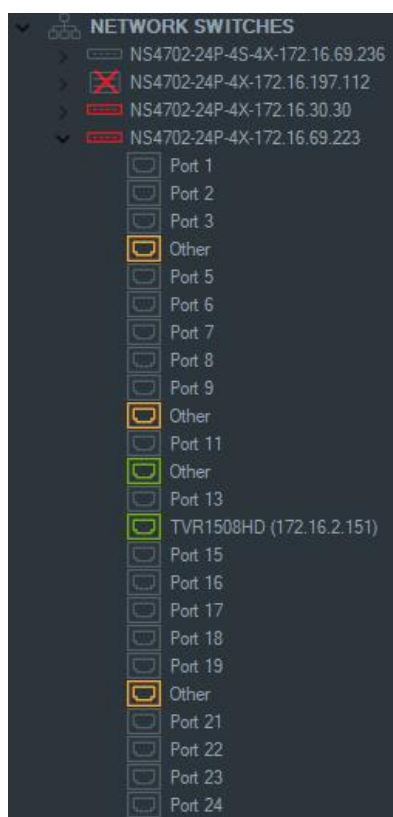 NETWORK SWITCHES
NS4702-24P-4S-4X-172.16.69.236
NS4702-24P-4X-172.16.197.112
NS4702-24P-4X-172.16.30.30
NS4702-24P-4X-172.16.69.223
Port 1
Port 2
Port 3
Other
Port 5
Port 6
Port 7
Port 8
Port 9
Other
Port 11
Other
Port 13
TVR1508HD (172.16.2.151)
Port 15
Port 16
Port 17
Port 18
Port 19
Other
Port 21
Port 22
Port 23
Port 24